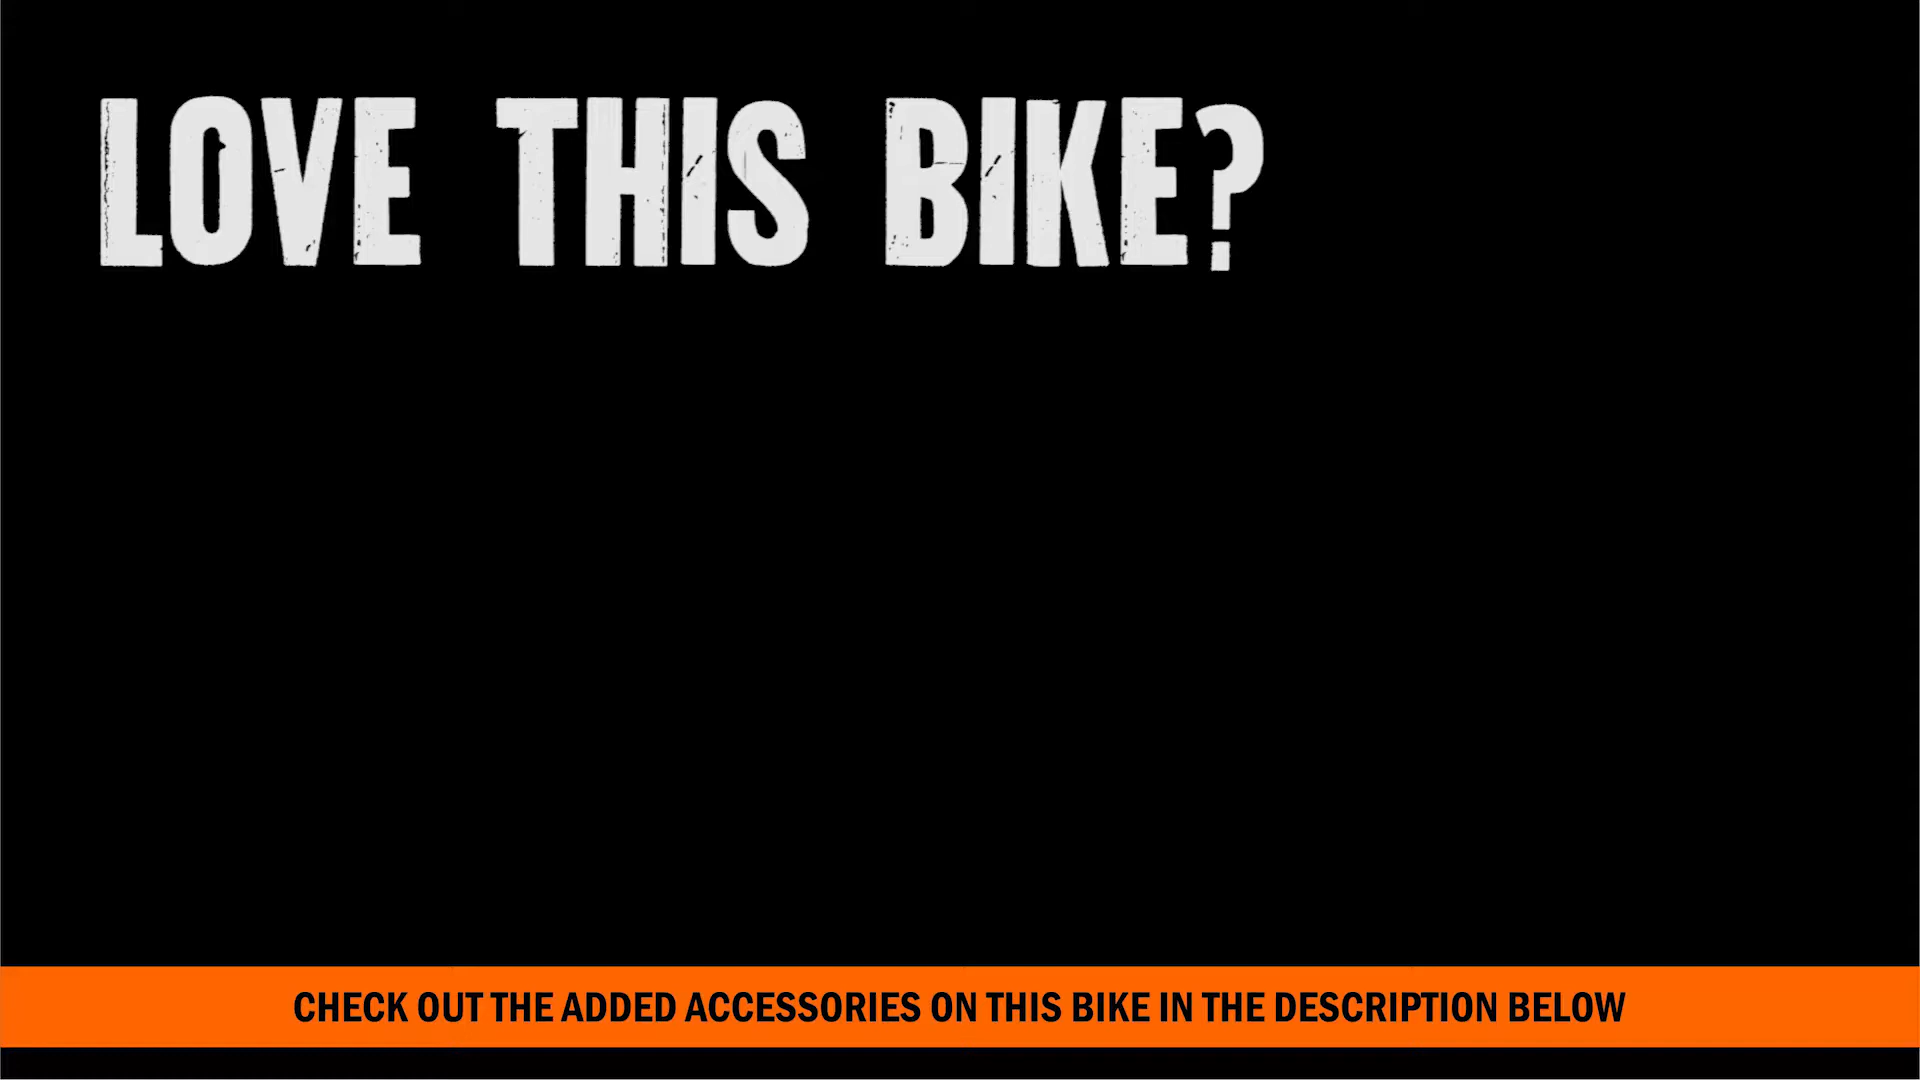 LOVE THIS BIKE?
CHECK OUT THE ADDED ACCESSORIES ON THIS BIKE IN THE DESCRIPTION BELOW